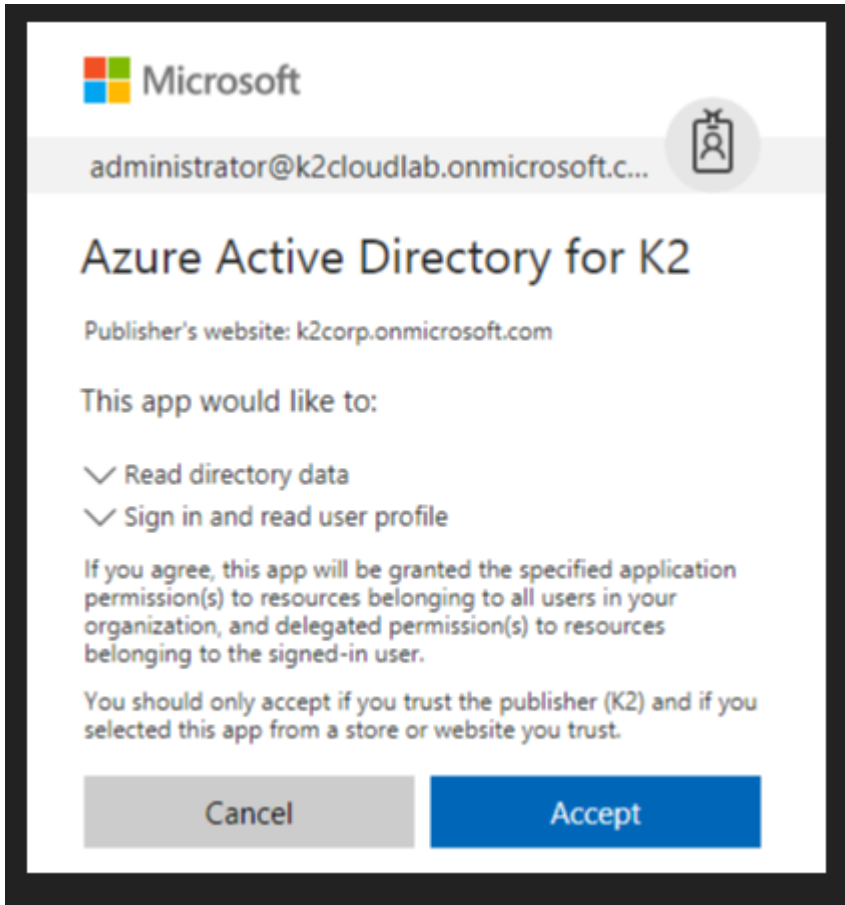 Microsoft
administrator@k2cloudlab.onmicrosoft.c...
Azure Active Directory for K2
Publisher's website: k2corp.onmicrosoft.com
This app would like to:
Read directory data
Sign in and read user profile
If you agree, this app will be granted the specified application
permission(s) to resources belonging to all users in your
organization, and delegated permission(s) to resources
belonging to the signed-in user.
You should only accept if you trust the publisher (K2) and if you
selected this app from a store or website you trust.
Cancel
Accept